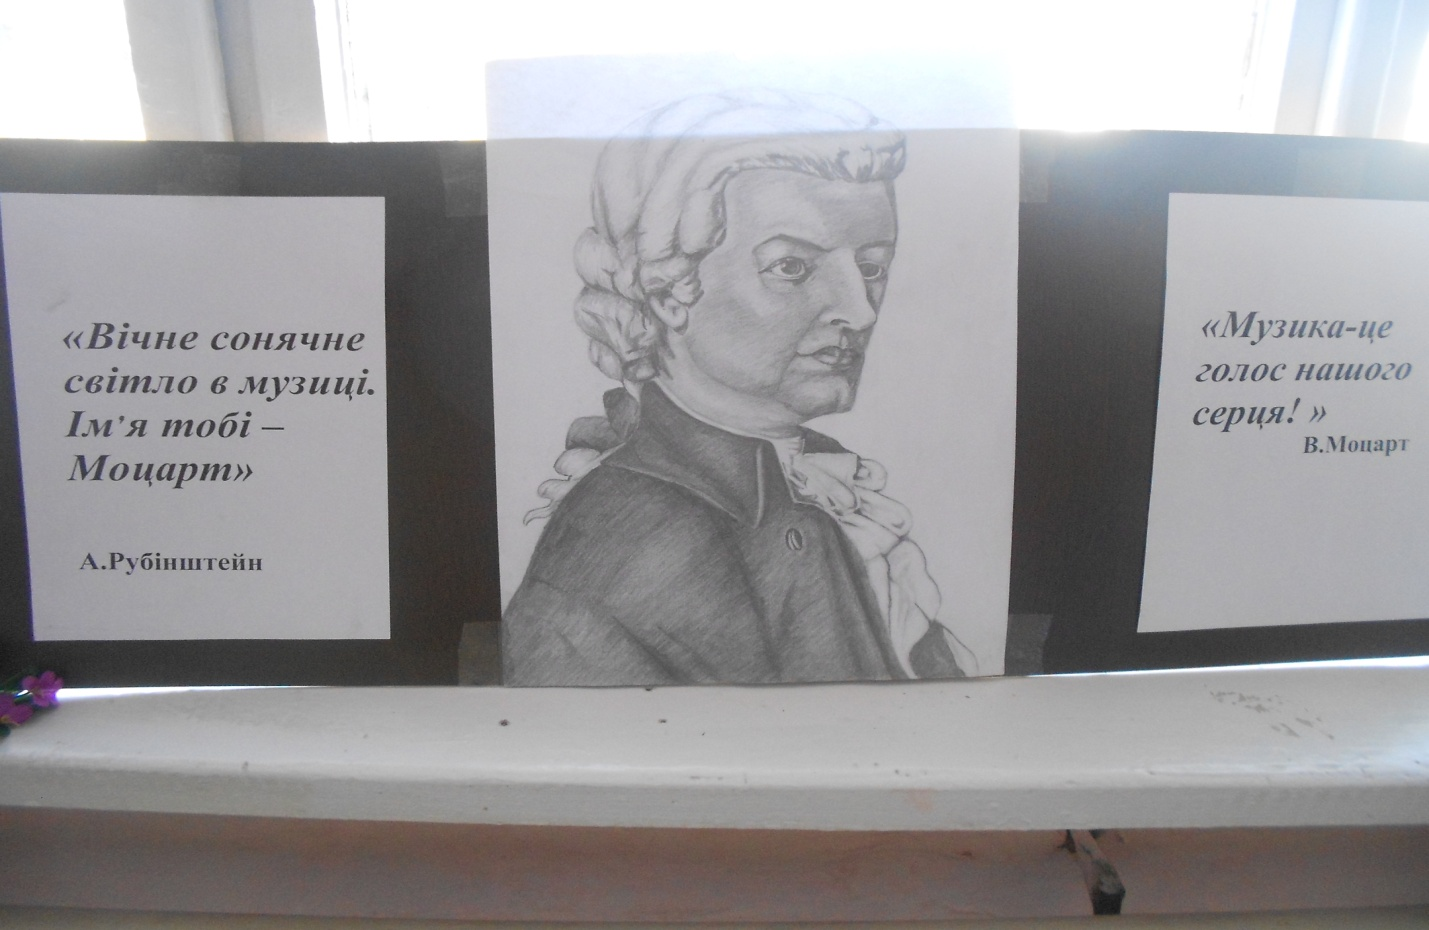 «Вічне сонячне
світло в музиці.
Ім'я тобі –
Моцарт»
А.Рубінштейн
«Музика-це
голос нашого
серця! »
В.Моцарт